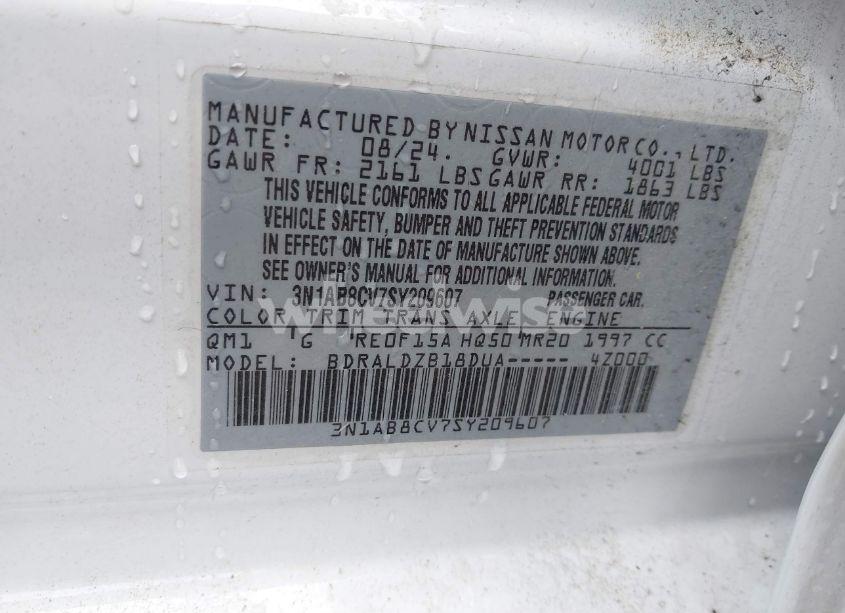 MANUFACTURED BY NISSAN MOTOR CO., LTD.
DATE: 08/24. GVWR: 4001 LBS
GAWR FR: 2161 LBS GAWR RR: 1863 LBS
THIS VEHICLE CONFORMS TO ALL APPLICABLE FEDERAL MOTOR
VEHICLE SAFETY, BUMPER AND THEFT PREVENTION STANDARDS
IN EFFECT ON THE DATE OF MANUFACTURE SHOWN ABOVE.
SEE OWNER'S MANUAL FOR ADDITIONAL INFORMATION.
VIN: 3N1AB8CV7SY209607 PASSENGER CAR.
COLOR TRIM TRANS AXLE ENGINE
QM1 G RE0F15A HQ50 MR20 1997 CC
MODEL: BDRALDZB18DUA----- 4Z000
3N1AB8CV7SY209607